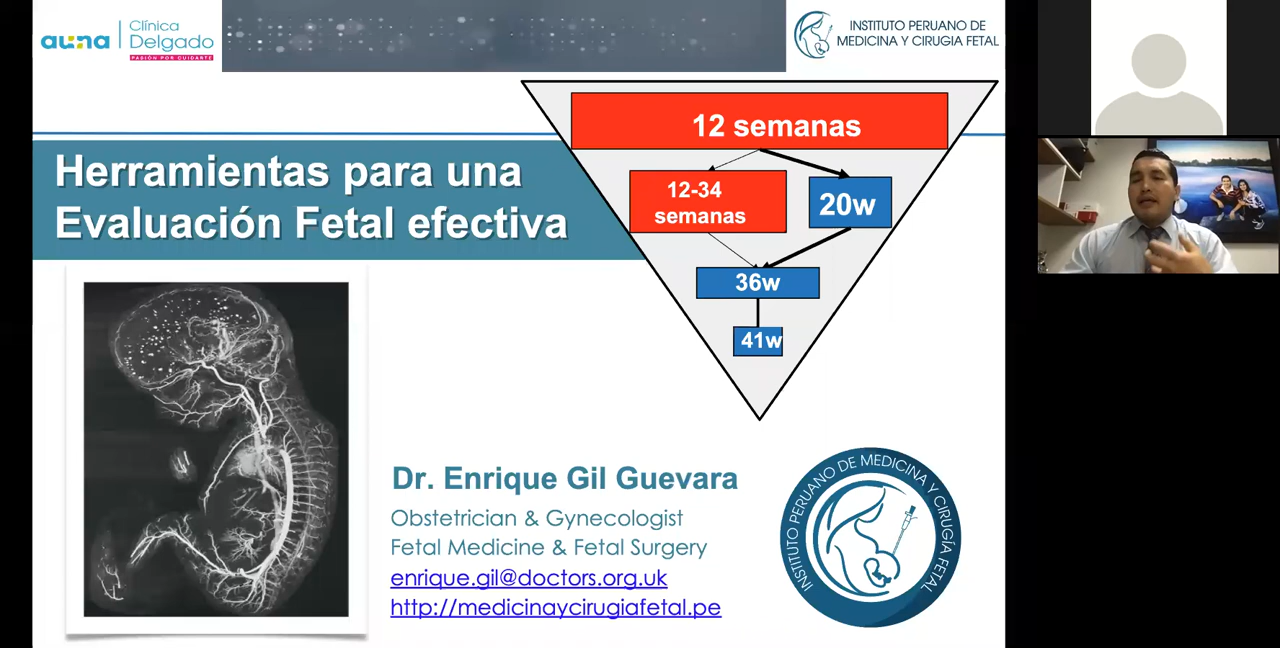 auna
Clínica
Delgado
PASIÓN POR CUIDARTE
INSTITUTO PERUANO DE
MEDICINA Y CIRUGIA FETAL
12 semanas
12-34
semanas
20w
36w
41w
Herramientas para una
Evaluación Fetal efectiva
Dr. Enrique Gil Guevara
Obstetrician & Gynecologist
Fetal Medicine & Fetal Surgery
enrique.gil@doctors.org.uk
http://medicinaycirugiafetal.pe
INSTITUTO PERUANO DE MEDICINA Y CIRUGÍA FETAL